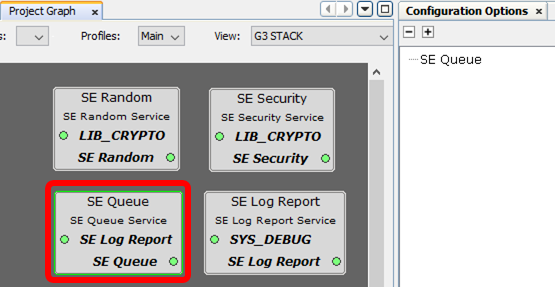 Project Graph
Configuration Options
s:
Profiles:
Main
View:
G3 STACK
SE Queue
SE Random
SE Random Service
LIB_CRYPTO
SE Random
SE Security
SE Security Service
LIB_CRYPTO
SE Security
SE Queue
SE Queue Service
SE Log Report
SE Queue
SE Log Report
SE Log Report Service
SYS_DEBUG
SE Log Report